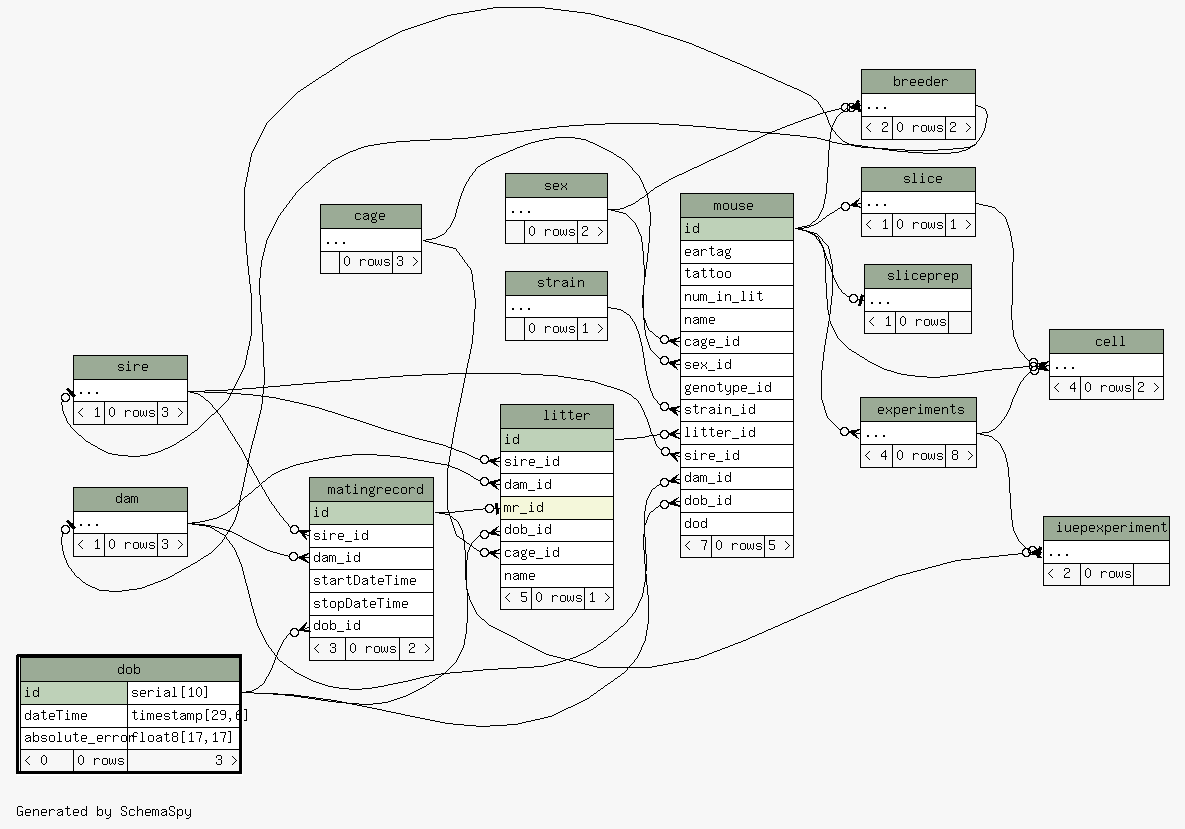 breeder
...
< 2 0 rows 2 >
slice
...
< 1 0 rows 1 >
sex
...
0 rows 2 >
mouse
id
eartag
tattoo
num_in_lit
name
cage_id
sex_id
genotype_id
strain_id
litter_id
sire_id
dam_id
dob_id
dod
< 7 0 rows 5 >
cage
...
0 rows 3 >
sliceprep
...
< 1 0 rows
strain
...
0 rows 1 >
cell
...
< 4 0 rows 2 >
sire
...
< 1 0 rows 3 >
experiments
...
< 4 0 rows 8 >
litter
id
sire_id
dam_id
mr_id
dob_id
cage_id
name
< 5 0 rows 1 >
matingrecord
id
sire_id
dam_id
startDateTime
stopDateTime
dob_id
< 3 0 rows 2 >
dam
...
< 1 0 rows 3 >
iuepexperiment
...
< 2 0 rows
dob
id serial[10]
dateTime timestamp[29,6]
absolute_error float8[17,17]
< 0 0 rows 3 >
Generated by SchemaSpy